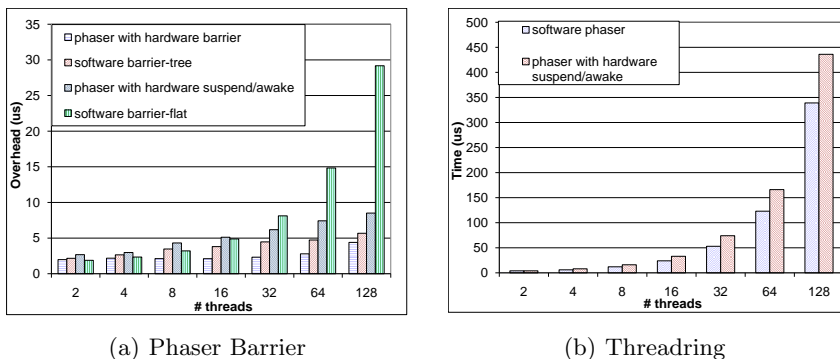 35
30
25
20
15
10
5
0
Overhead (us)
phaser with hardware barrier
software barrier-tree
phaser with hardware suspend/awake
software barrier-flat
2 4 8 16 32 64 128
# threads
(a) Phaser Barrier
500
450
400
350
300
250
200
150
100
50
0
Time (us)
software phaser
phaser with hardware
suspend/awake
2 4 8 16 32 64 128
# threads
(b) Threadring